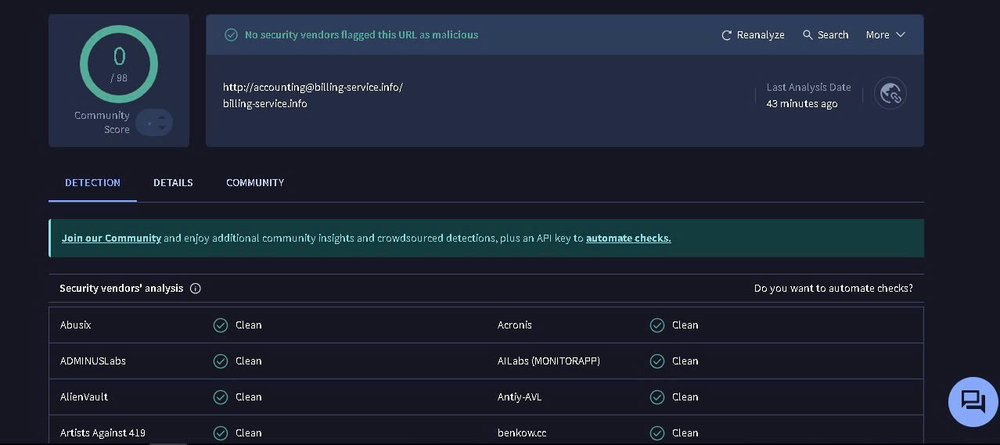 0
/ 98
Community
Score
No security vendors flagged this URL as malicious
Reanalyze
Search
More
http://accounting@billing-service.info/
billing-service.info
Last Analysis Date
43 minutes ago
DETECTION
DETAILS
COMMUNITY
Join our Community and enjoy additional community insights and crowdsourced detections, plus an API key to automate checks.
Security vendors' analysis
Do you want to automate checks?
Abusix Clean Acronis Clean
ADMINUSLabs Clean AILabs (MONITORAPP) Clean
AlienVault Clean Antiy-AVL Clean
Artists Against 419 Clean benkow.cc Clean